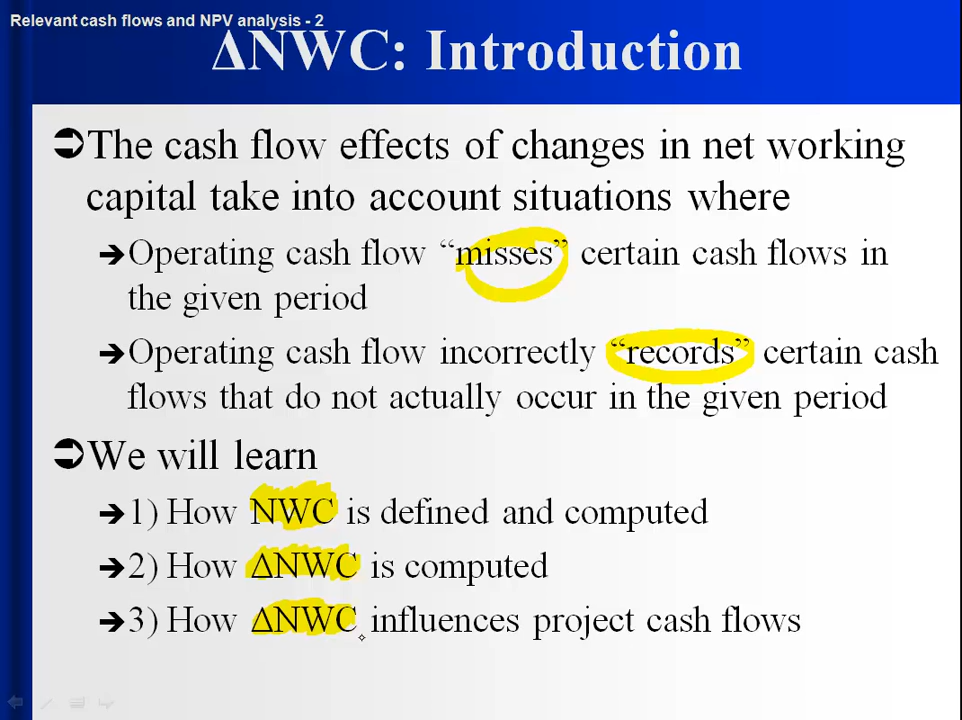 Relevant cash flows and NPV analysis - 2
ΔNWC: Introduction
The cash flow effects of changes in net working
capital take into account situations where
Operating cash flow “misses” certain cash flows in
the given period
Operating cash flow incorrectly “records” certain cash
flows that do not actually occur in the given period
We will learn
1) How NWC is defined and computed
2) How ΔNWC is computed
3) How ΔNWC influences project cash flows